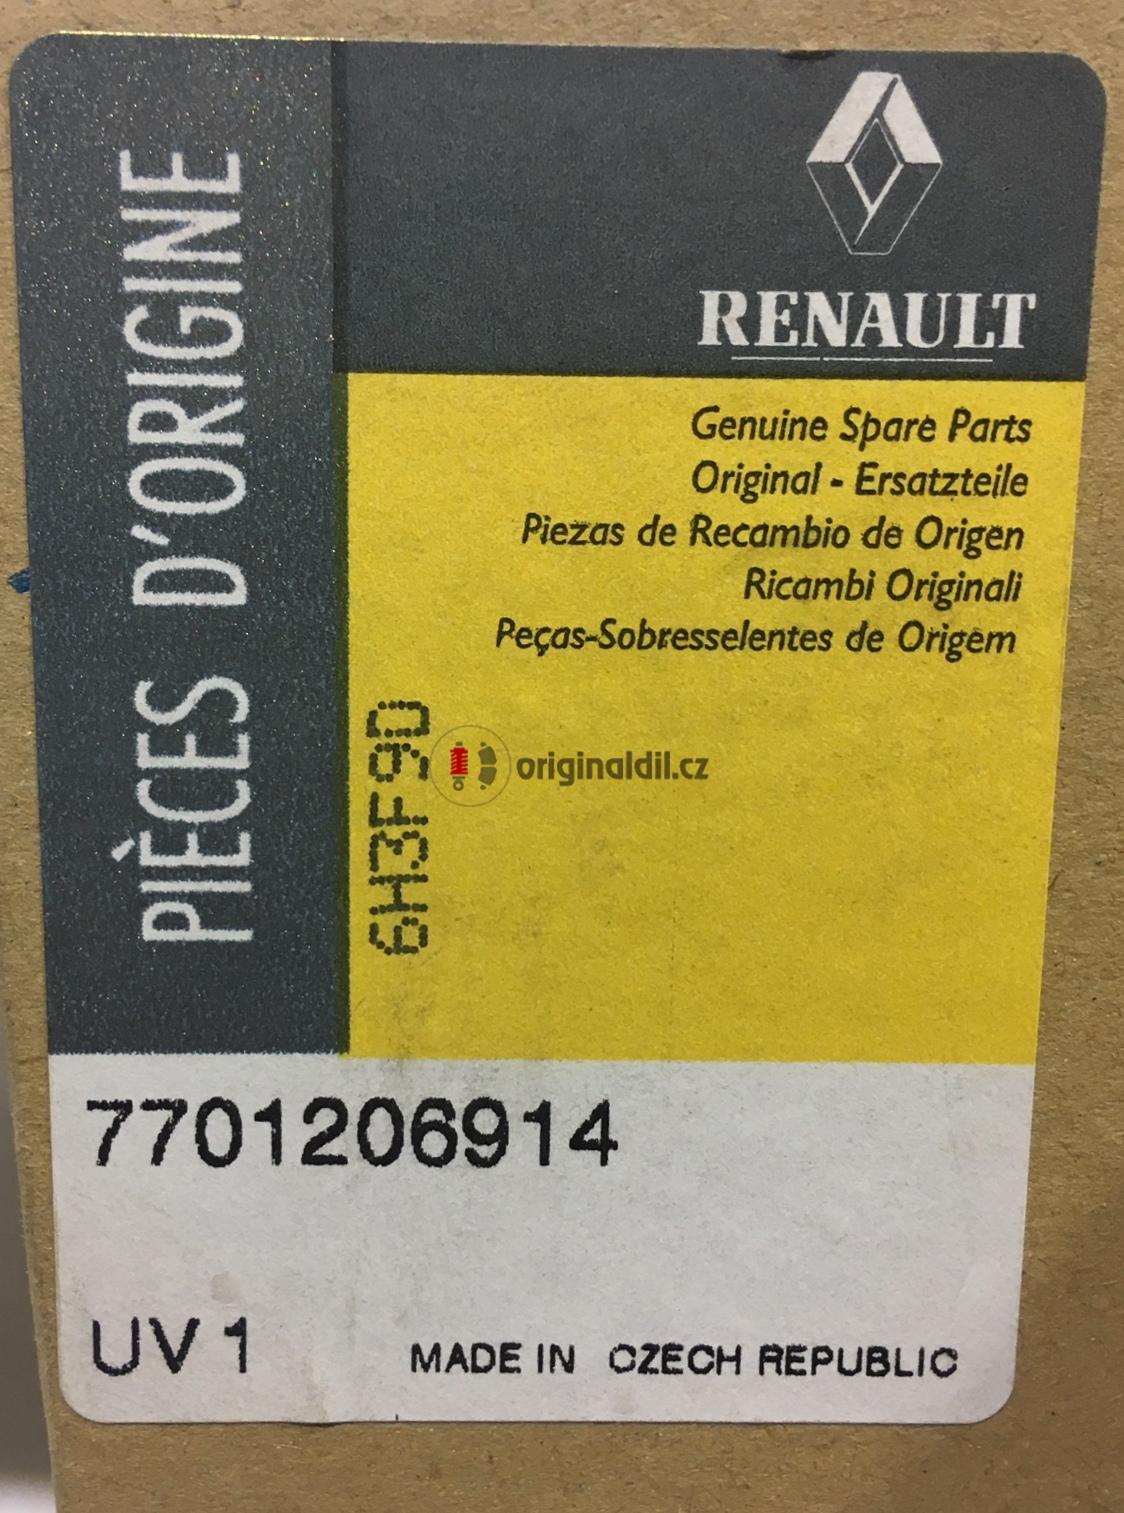 PIÈCES D'ORIGINE
RENAULT
Genuine Spare Parts
Original - Ersatzteile
Piezas de Recambio de Origen
Ricambi Originali
Peças-Sobresselentes de Origem
6H3F9D
originaldil.cz
7701206914
UV 1
MADE IN CZECH REPUBLIC